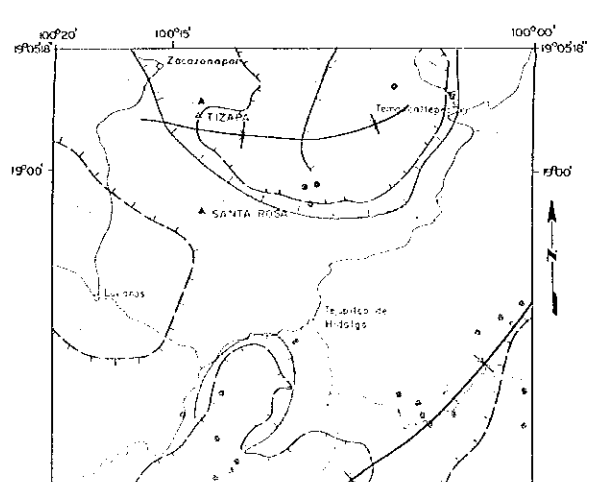 100°20'
100°15'
100°00'
19°05'18"
19°05'18"
Zacazonapan
A
TIZAPA
Temascaltepec
19°00'
19°00'
SANTA ROSA
N
Luvianos
Tejupilco de
Hidalgo